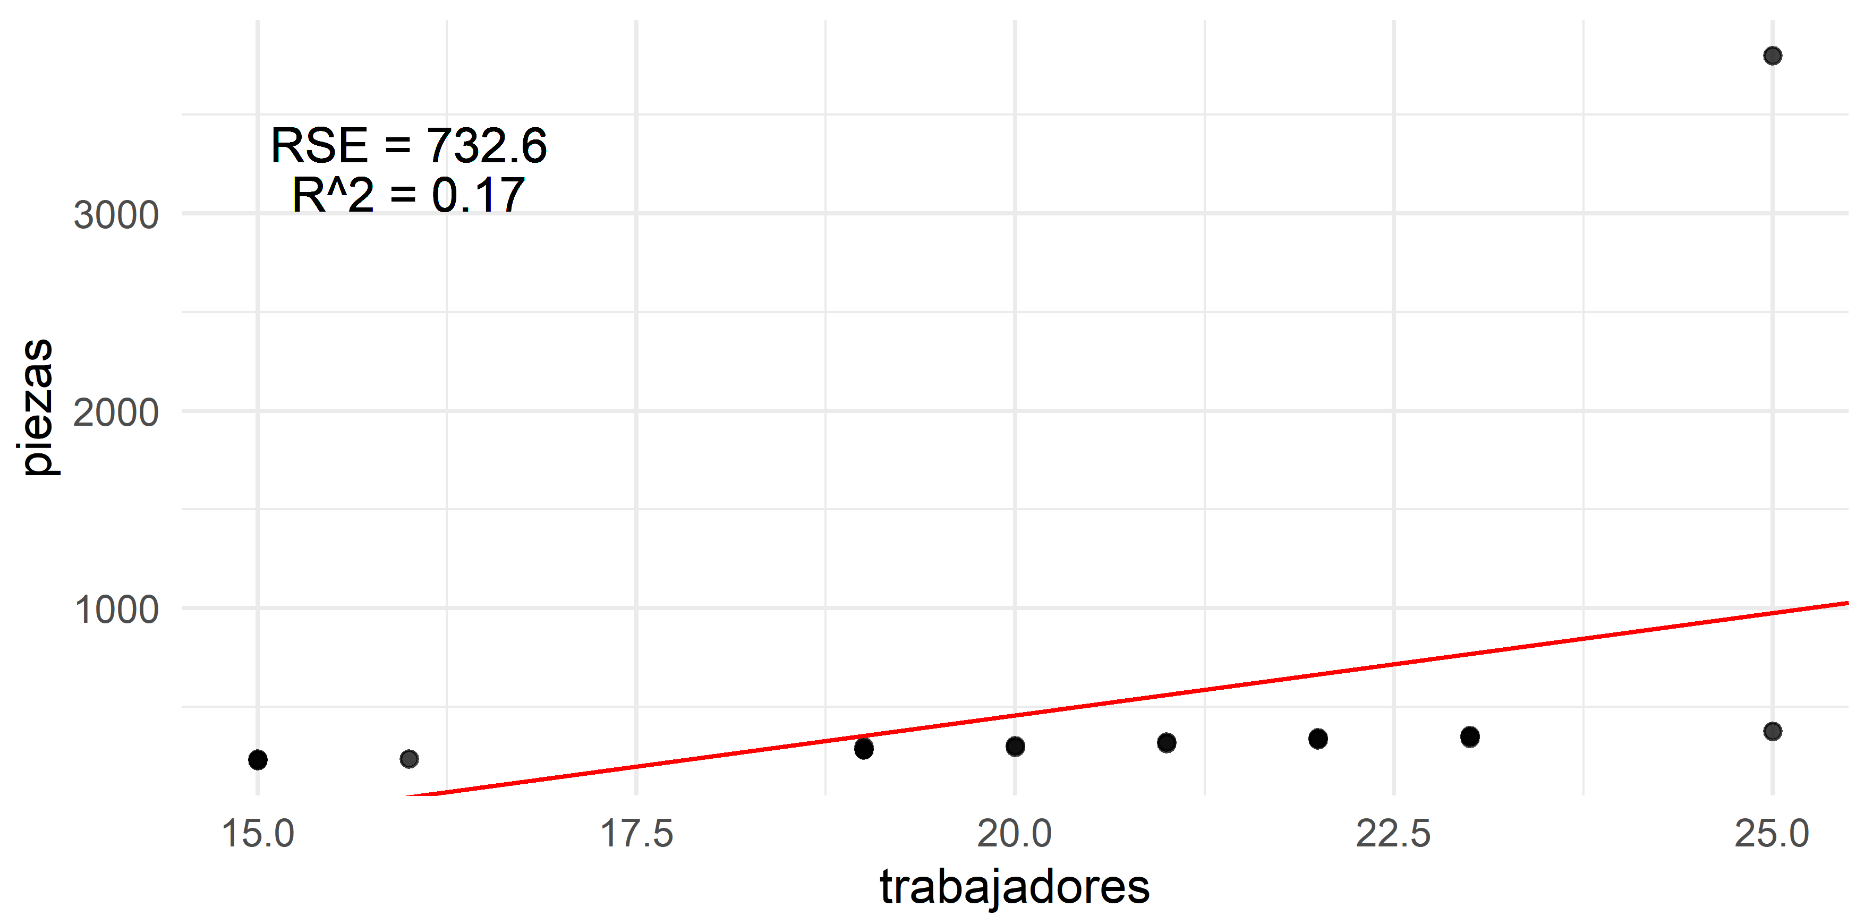 RSE = 732.6
R^2 = 0.17
3000
2000
1000
piezas
15.0
17.5
20.0
22.5
25.0
trabajadores